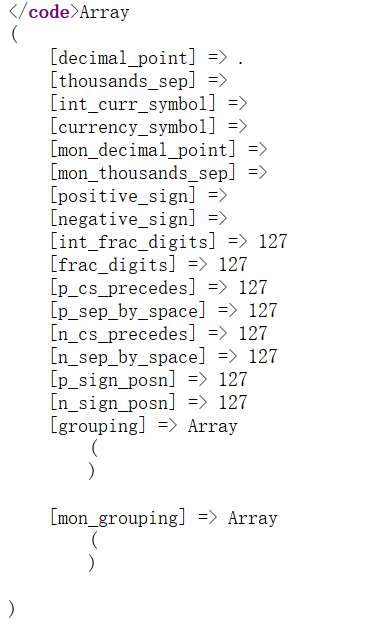 </code>Array
(
    [decimal_point] => .
    [thousands_sep] =>
    [int_curr_symbol] =>
    [currency_symbol] =>
    [mon_decimal_point] =>
    [mon_thousands_sep] =>
    [positive_sign] =>
    [negative_sign] =>
    [int_frac_digits] => 127
    [frac_digits] => 127
    [p_cs_precedes] => 127
    [p_sep_by_space] => 127
    [n_cs_precedes] => 127
    [n_sep_by_space] => 127
    [p_sign_posn] => 127
    [n_sign_posn] => 127
    [grouping] => Array
        (
        )

    [mon_grouping] => Array
        (
        )

)